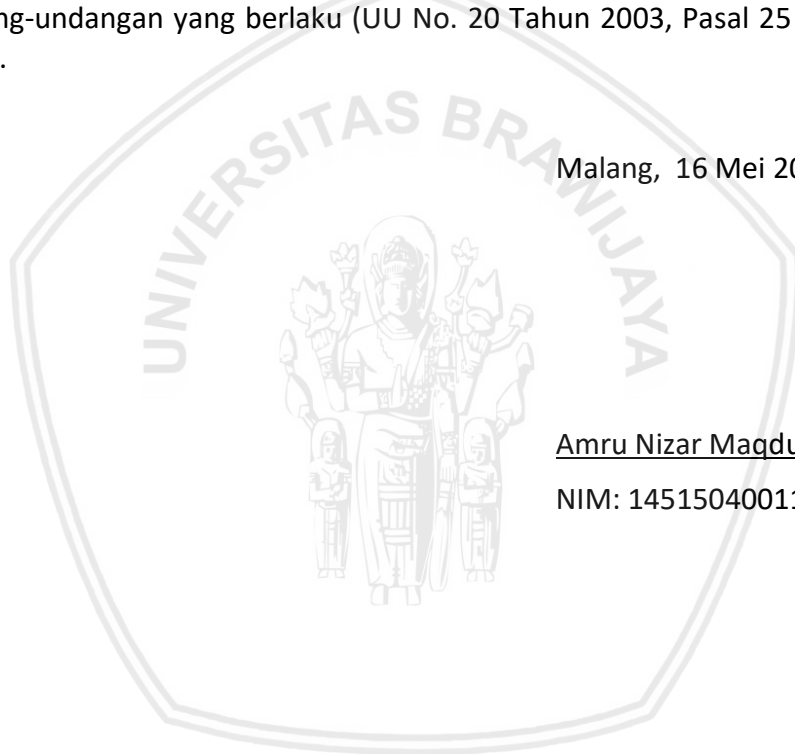 ng-undangan yang berlaku (UU No. 20 Tahun 2003, Pasal 25
.
UNIVERSITAS BRAWIJAYA
Malang, 16 Mei 20
Amru Nizar Maqdu
NIM: 14515040011